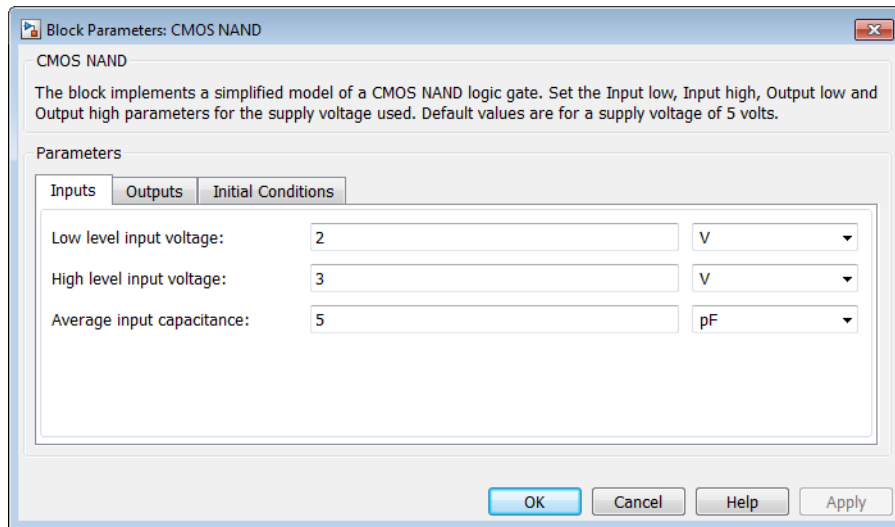 Block Parameters: CMOS NAND
CMOS NAND
The block implements a simplified model of a CMOS NAND logic gate. Set the Input low, Input high, Output low and
Output high parameters for the supply voltage used. Default values are for a supply voltage of 5 volts.
Parameters
Inputs Outputs Initial Conditions
Low level input voltage: 2 V
High level input voltage: 3 V
Average input capacitance: 5 pF
OK Cancel Help Apply